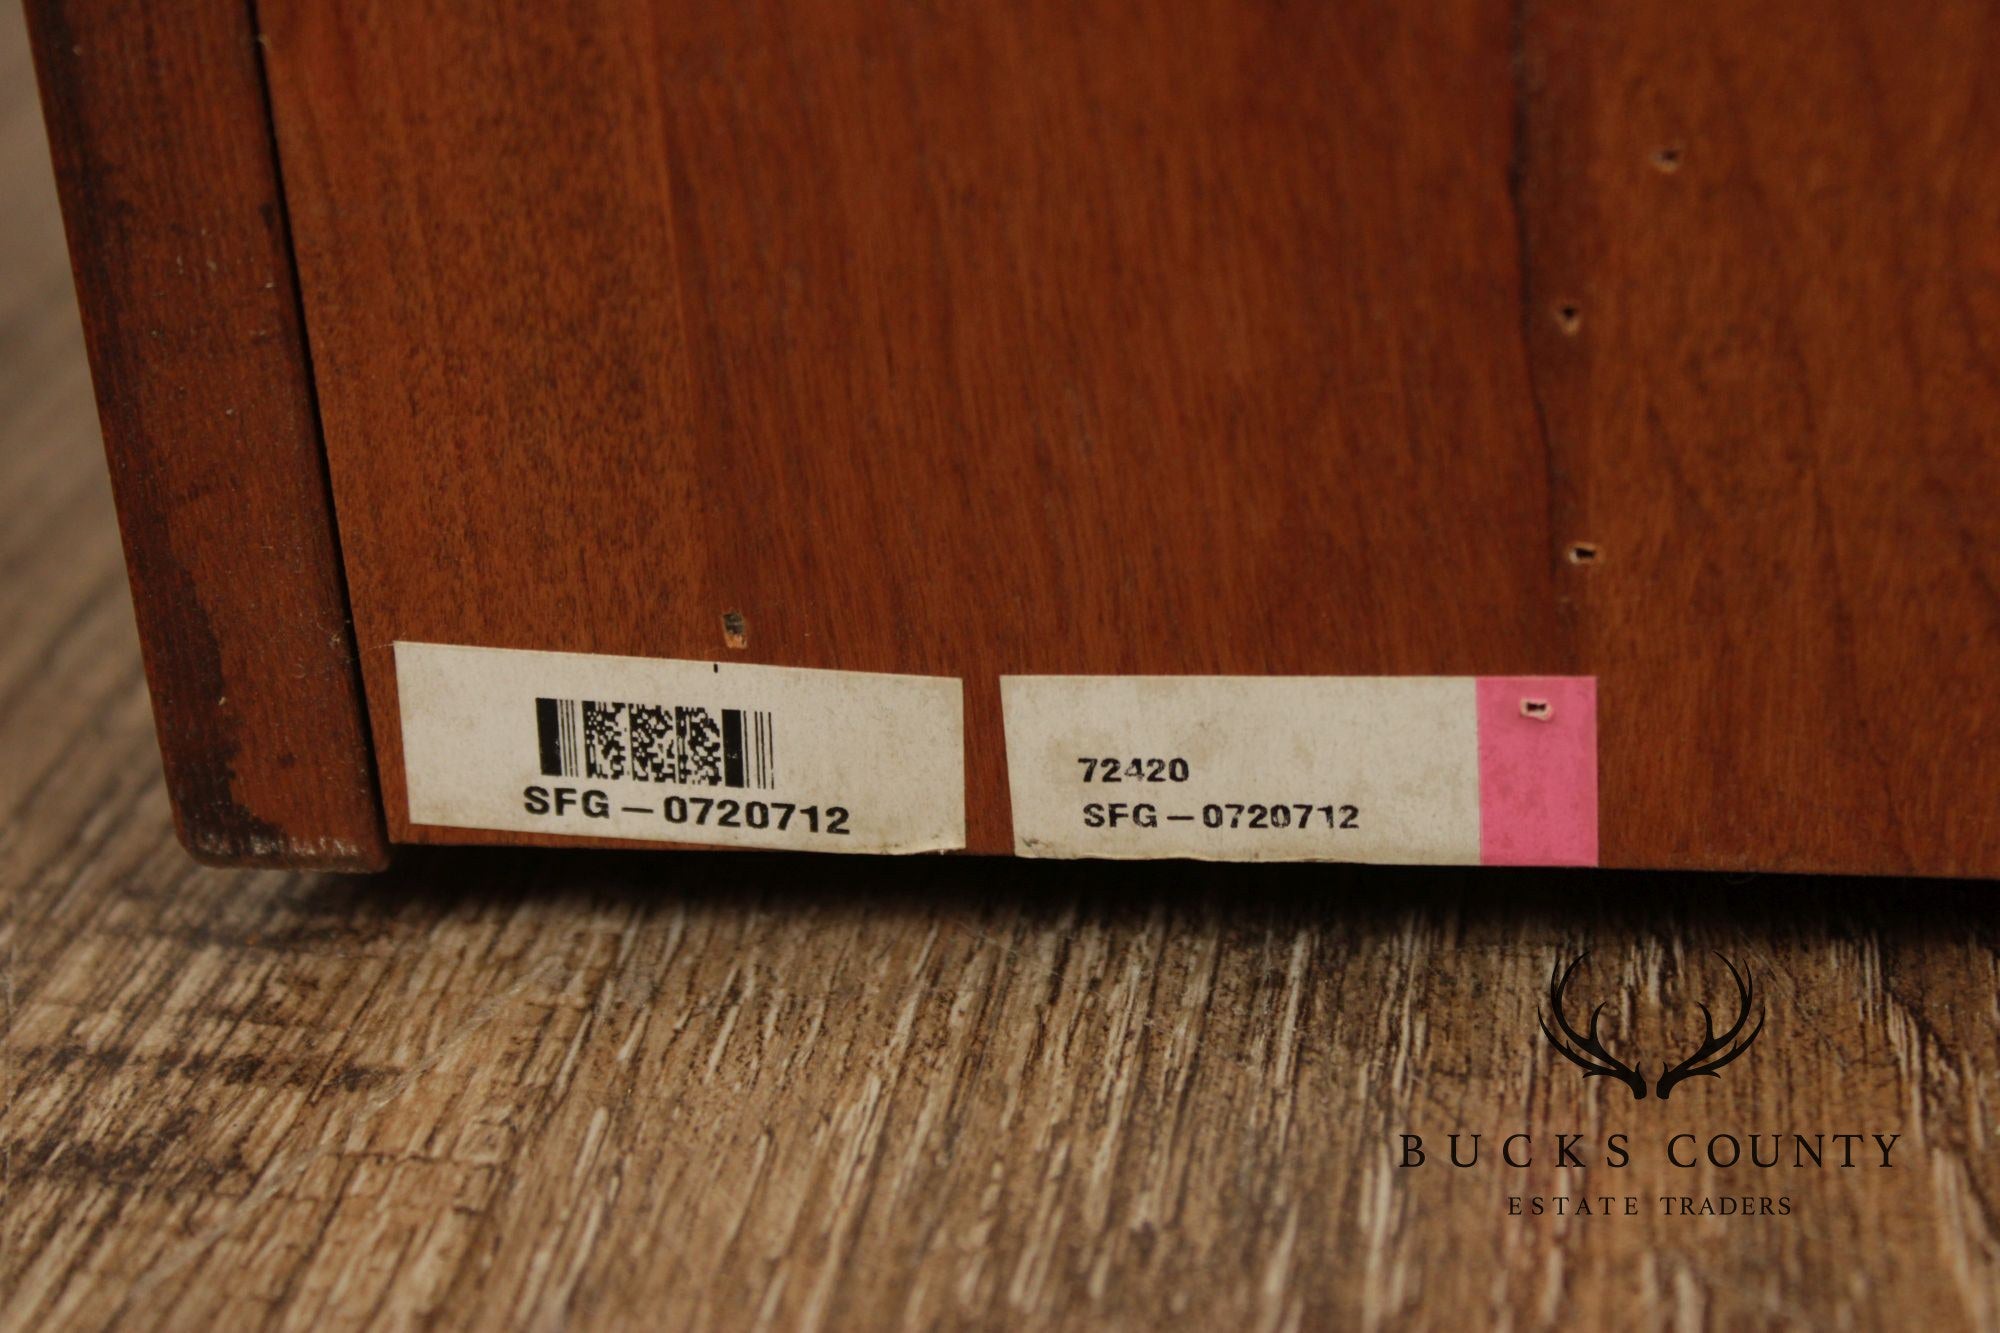 SFG-0720712
72420
SFG-0720712
BUCKS COUNTY
ESTATE TRADERS